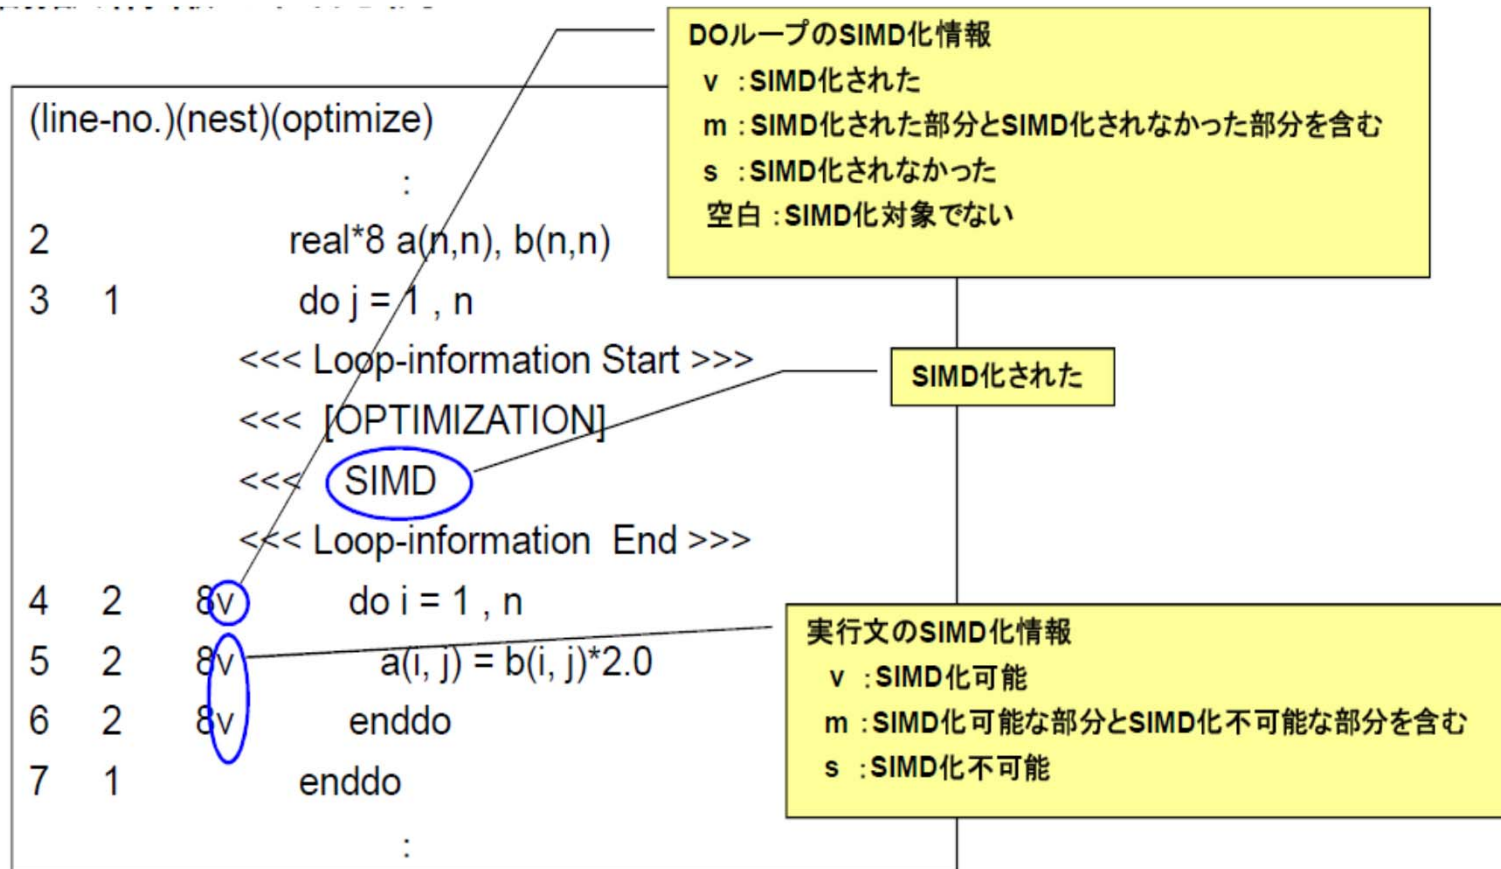 DOループのSIMD化情報
v :SIMD化された
m :SIMD化された部分とSIMD化されなかった部分を含む
s :SIMD化されなかった
空白 :SIMD化対象でない
(line-no.)(nest)(optimize)
:
2 real*8 a(n,n), b(n,n)
3 1 do j = 1 , n
<<< Loop-information Start >>>
<<< [OPTIMIZATION]
<<< SIMD
SIMD化された
<<< Loop-information End >>>
4 2 8v do i = 1 , n
5 2 8v a(i, j) = b(i, j)*2.0
6 2 8v enddo
7 1 enddo
:
実行文のSIMD化情報
v :SIMD化可能
m :SIMD化可能な部分とSIMD化不可能な部分を含む
s :SIMD化不可能